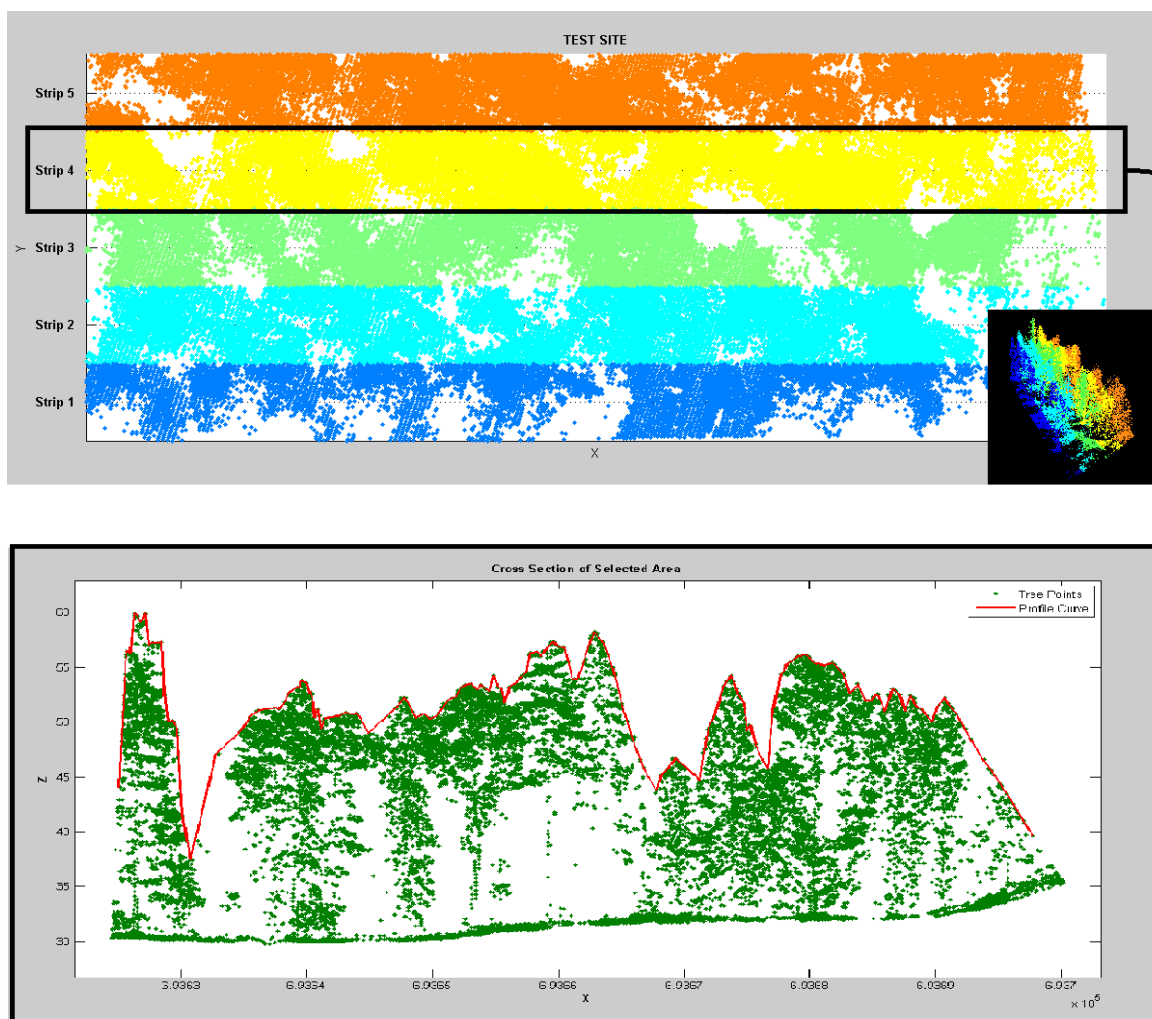 TEST SITE
Strip 5
Strip 4
Strip 3
Strip 2
Strip 1
Y
X
Cross Section of Selected Area
Tree Points
Profile Curve
60
55
50
45
40
35
30
Z
6.9363 6.9364 6.9365 6.9366 6.9367 6.9368 6.9369 6.937
X
× 10⁵